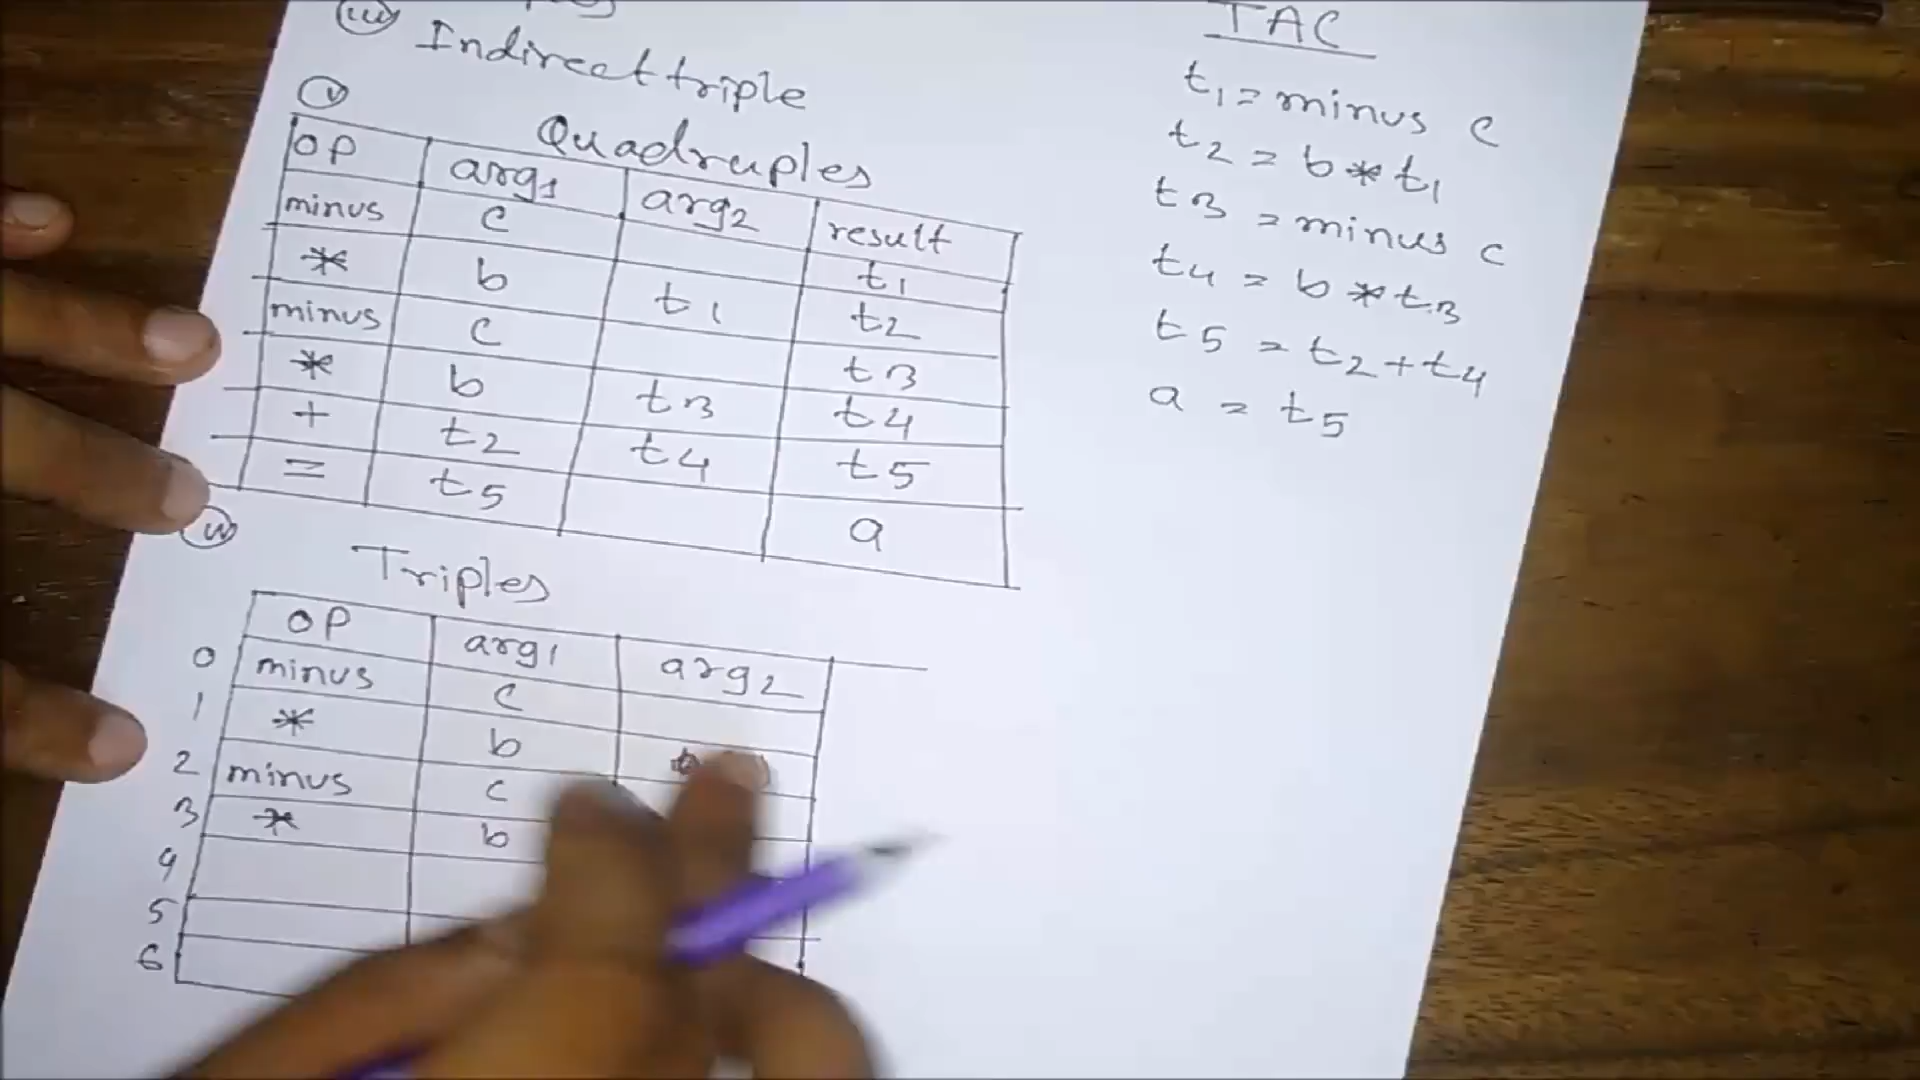 Indirect triple
Quadruples
OP arg1 arg2 result
minus c t1
* b t1 t2
minus c t3
* b t3 t4
+ t2 t4 t5
= t5 a
Triples
OP arg1 arg2
0 minus c
1 * b
2 minus c
3 * b
4
5
6
TAC
t1 = minus c
t2 = b * t1
t3 = minus c
t4 = b * t3
t5 = t2 + t4
a = t5